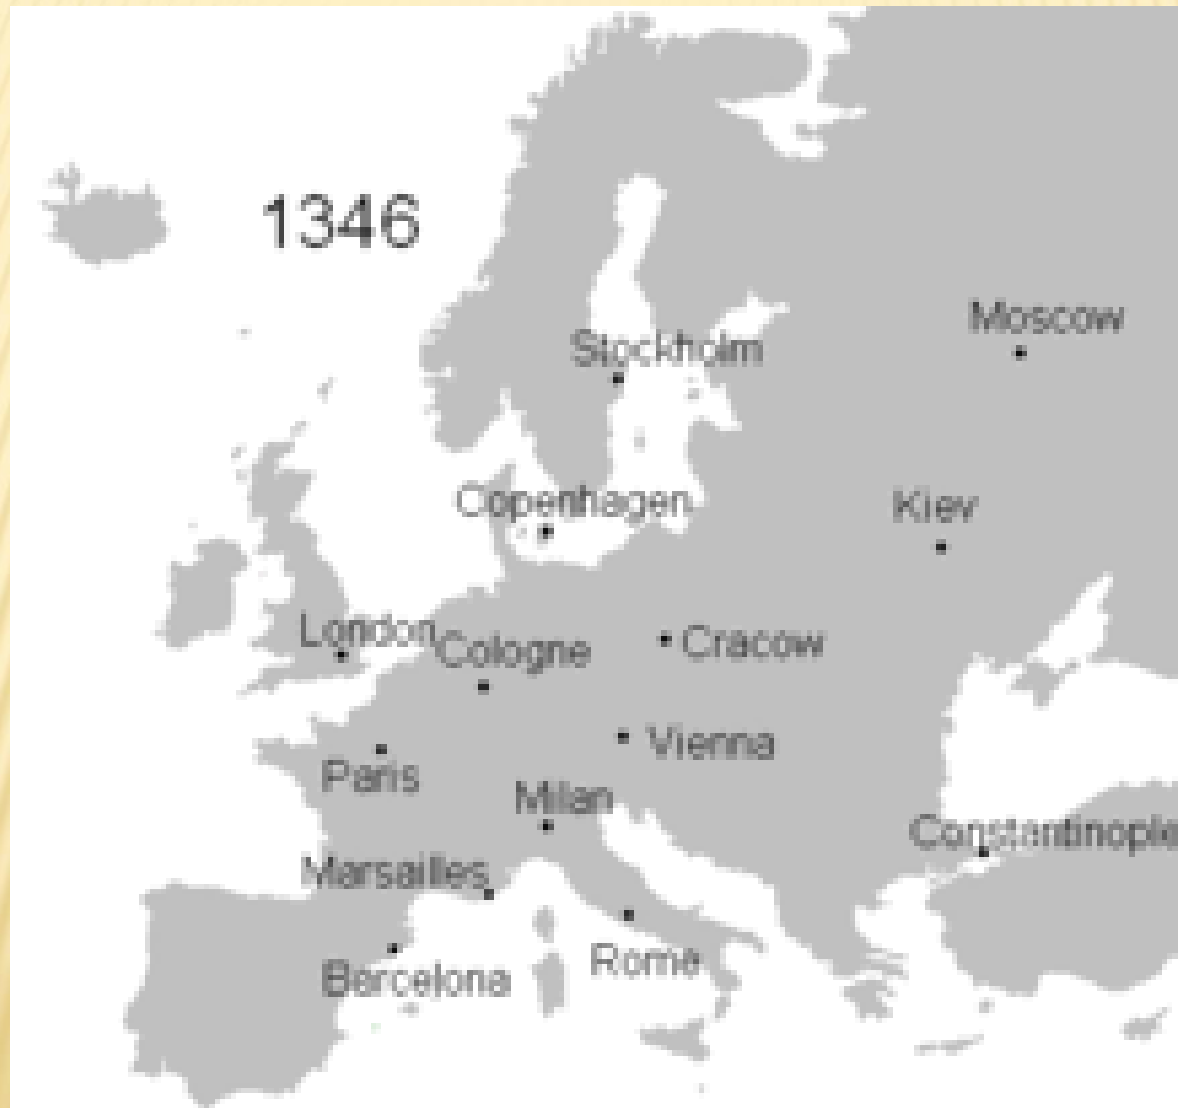 1346
Moscow
Stockholm
Copenhagen
Kiev
London
Cologne
Cracow
Vienna
Paris
Milan
Constantinople
Marsailles
Rome
Barcelona